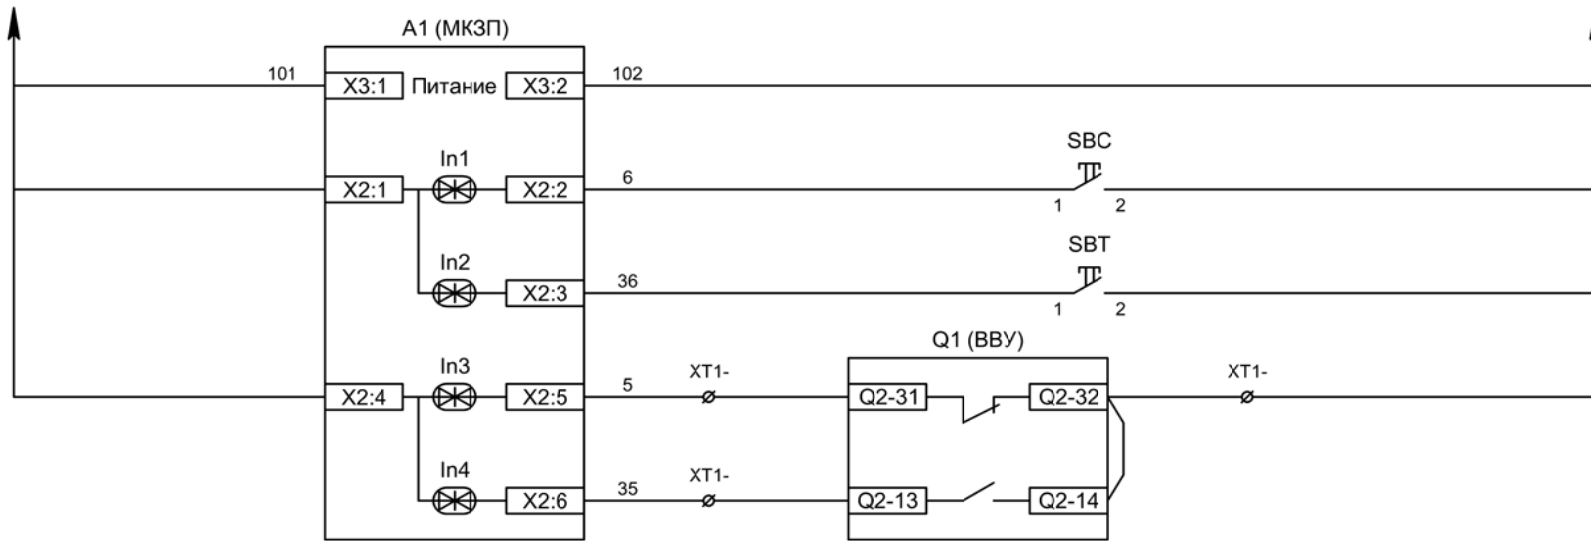 А1 (МКЗП)
101 X3:1 Питание X3:2 102
SBC
In1
X2:1 X2:2 6
1 2
SBT
In2
X2:3 36
1 2
Q1 (ВВУ)
In3
X2:4 X2:5 5 XT1- Q2-31 Q2-32 XT1-
In4
X2:6 35 XT1- Q2-13 Q2-14